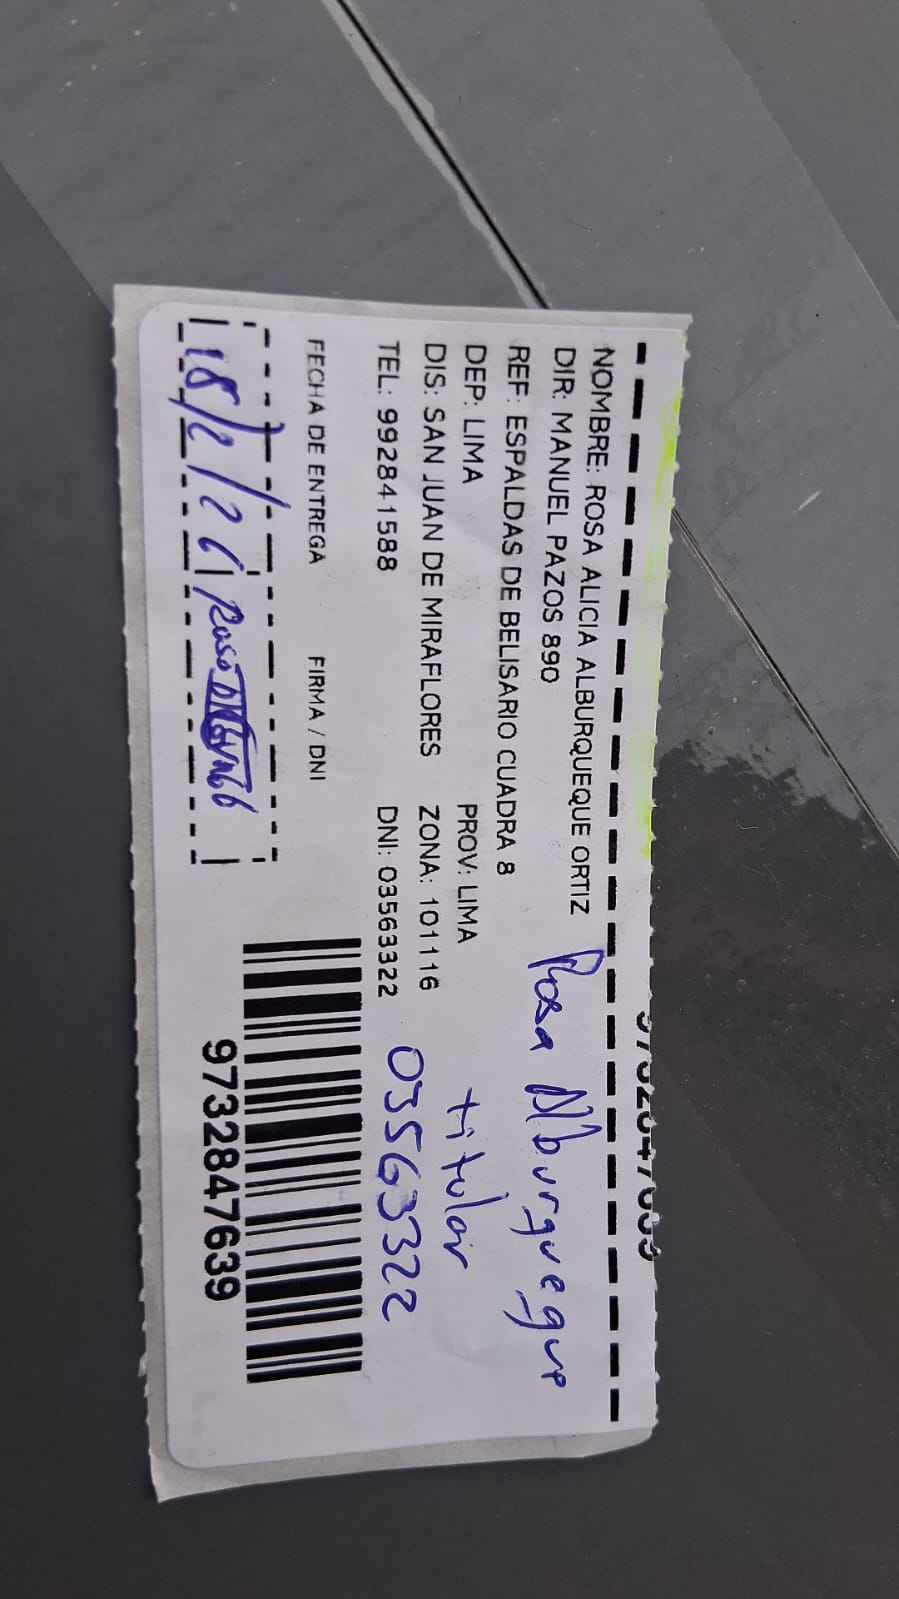 NOMBRE: ROSA ALICIA ALBURQUEQUE ORTIZ
DIR: MANUEL PAZOS 890
Rosa Alburqueque
REF: ESPALDAS DE BELISARIO CUADRA 8
DEP: LIMA PROV: LIMA
titular
DIS: SAN JUAN DE MIRAFLORES ZONA: 101116
TEL: 992841588 DNI: 03563322
03563322
FECHA DE ENTREGA FIRMA / DNI
18/2/26 Rosa
9732847639